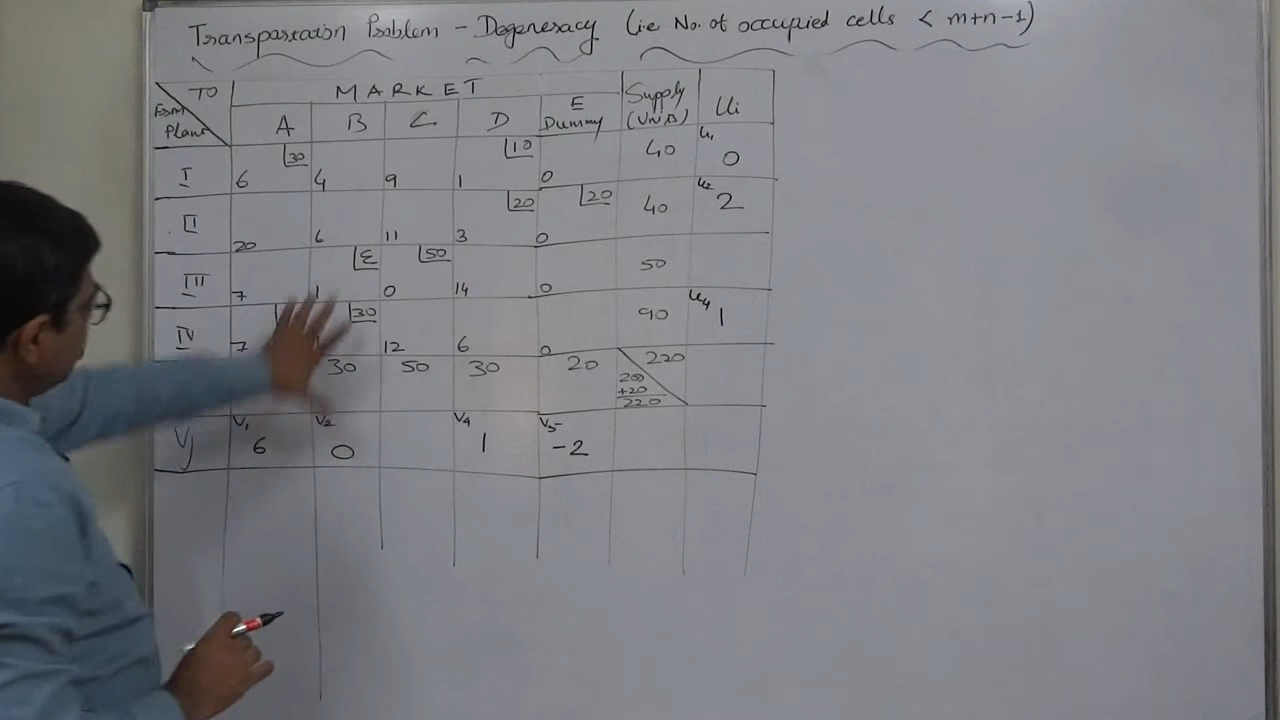 Transportation Problem - Degeneracy (i.e No. of occupied cells < m+n-1)
TO MARKET Supply (Units) Ui
From Plant A B C D E Dummy
I 6 30 4 9 1 10 0 40 u1 0
II 20 6 11 3 20 0 20 40 u2 2
III 7 1 ε 0 50 14 0 50
IV 7 30 12 6 0 90 u4 1
30 50 30 20 220
200
+20
220
Vj V1 6 V2 0 V4 1 V5 -2